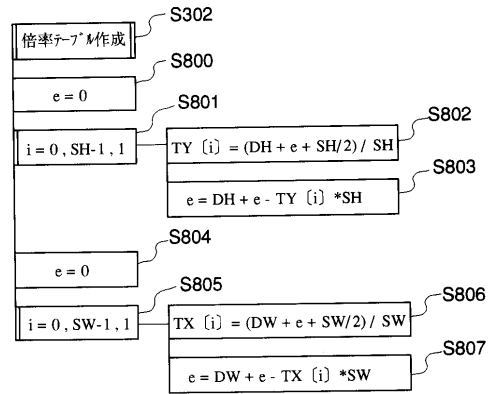 S302
倍率テーブル作成
S800
e = 0
S801
i = 0 , SH-1 , 1
S802
TY〔i〕= (DH + e + SH/2) / SH
S803
e = DH + e - TY〔i〕*SH
S804
e = 0
S805
i = 0 , SW-1 , 1
S806
TX〔i〕= (DW + e + SW/2) / SW
S807
e = DW + e - TX〔i〕*SW